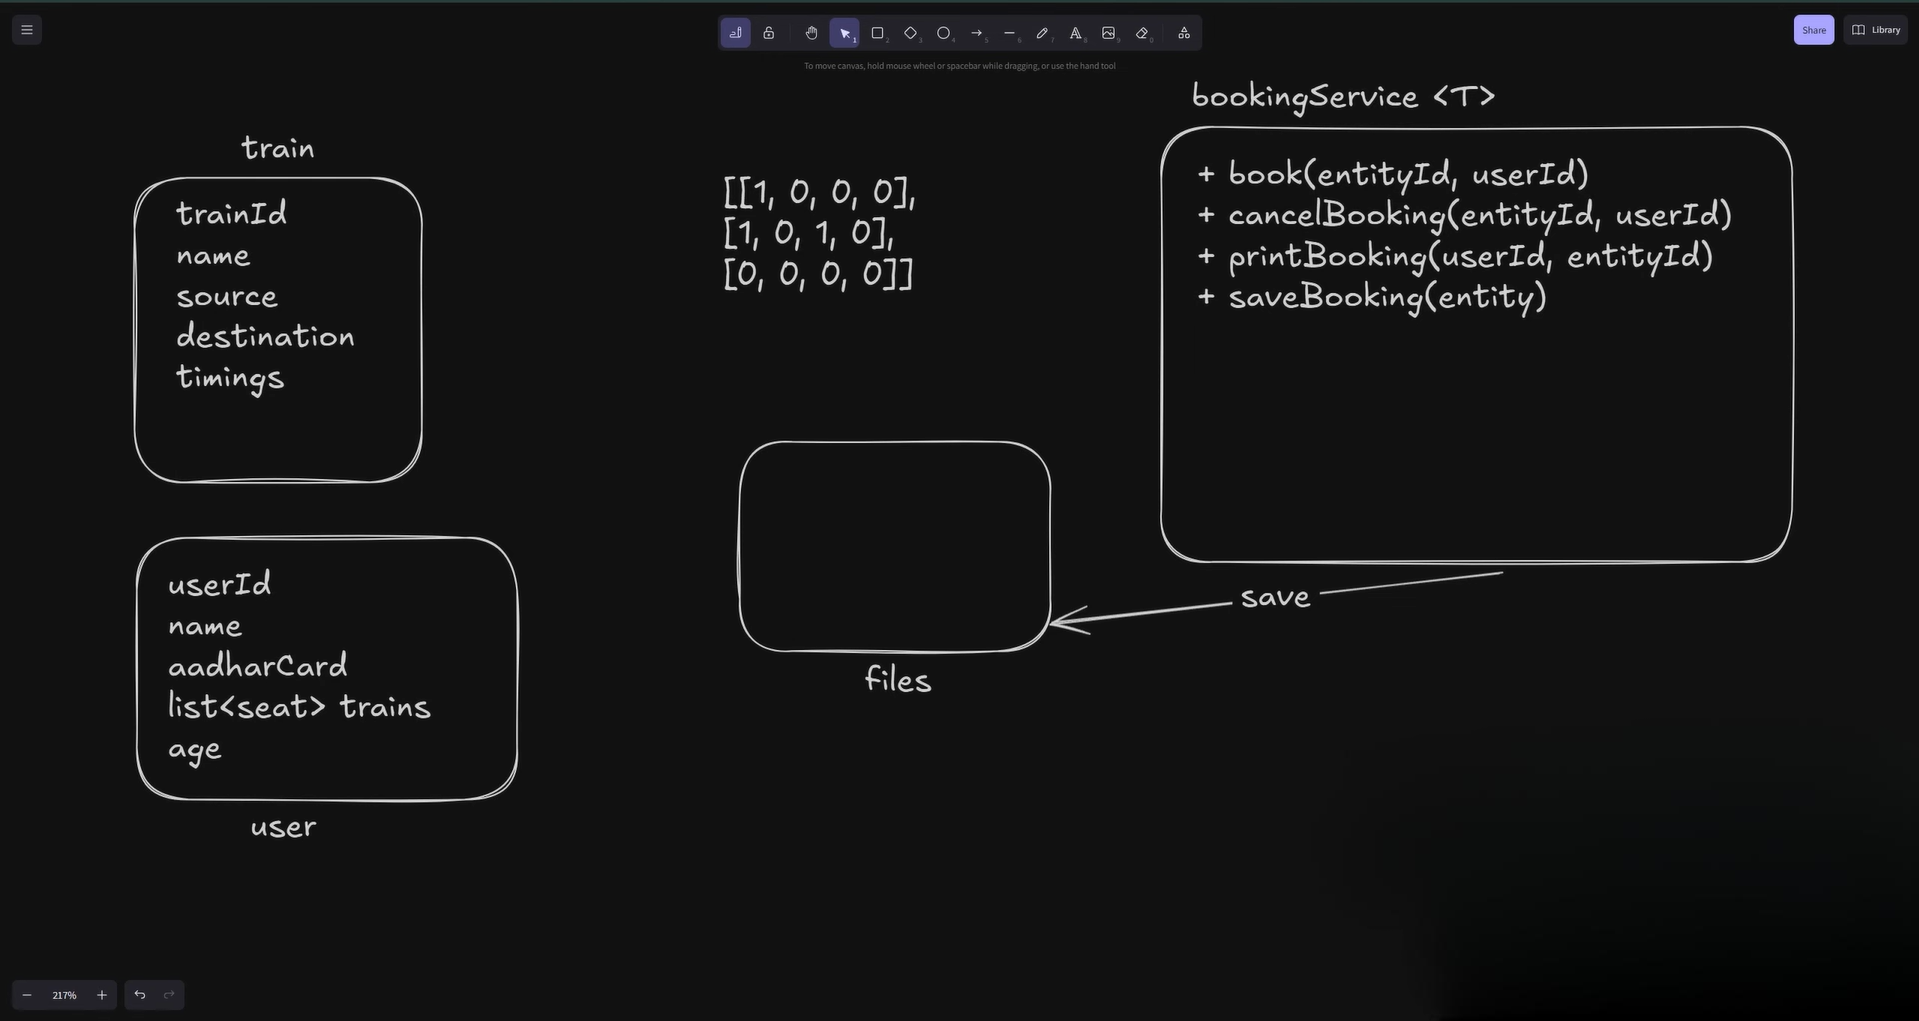 Share
Library
To move canvas, hold mouse wheel or spacebar while dragging, or use the hand tool
train
trainId
name
source
destination
timings
[[1, 0, 0, 0],
[1, 0, 1, 0],
[0, 0, 0, 0]]
bookingService <T>
+ book(entityId, userId)
+ cancelBooking(entityId, userId)
+ printBooking(userId, entityId)
+ saveBooking(entity)
save
files
userId
name
aadharCard
list<seat> trains
age
user
217%